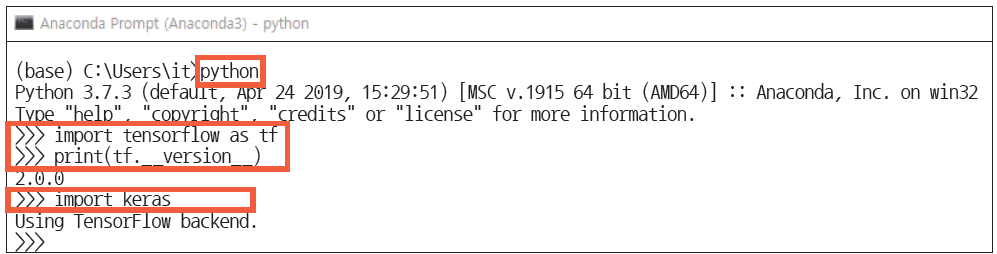 Anaconda Prompt (Anaconda3) - python
(base) C:\Users\it>python
Python 3.7.3 (default, Apr 24 2019, 15:29:51) [MSC v.1915 64 bit (AMD64)] :: Anaconda, Inc. on win32
Type "help", "copyright", "credits" or "license" for more information.
>>> import tensorflow as tf
>>> print(tf.__version__)
2.0.0
>>> import keras
Using TensorFlow backend.
>>>